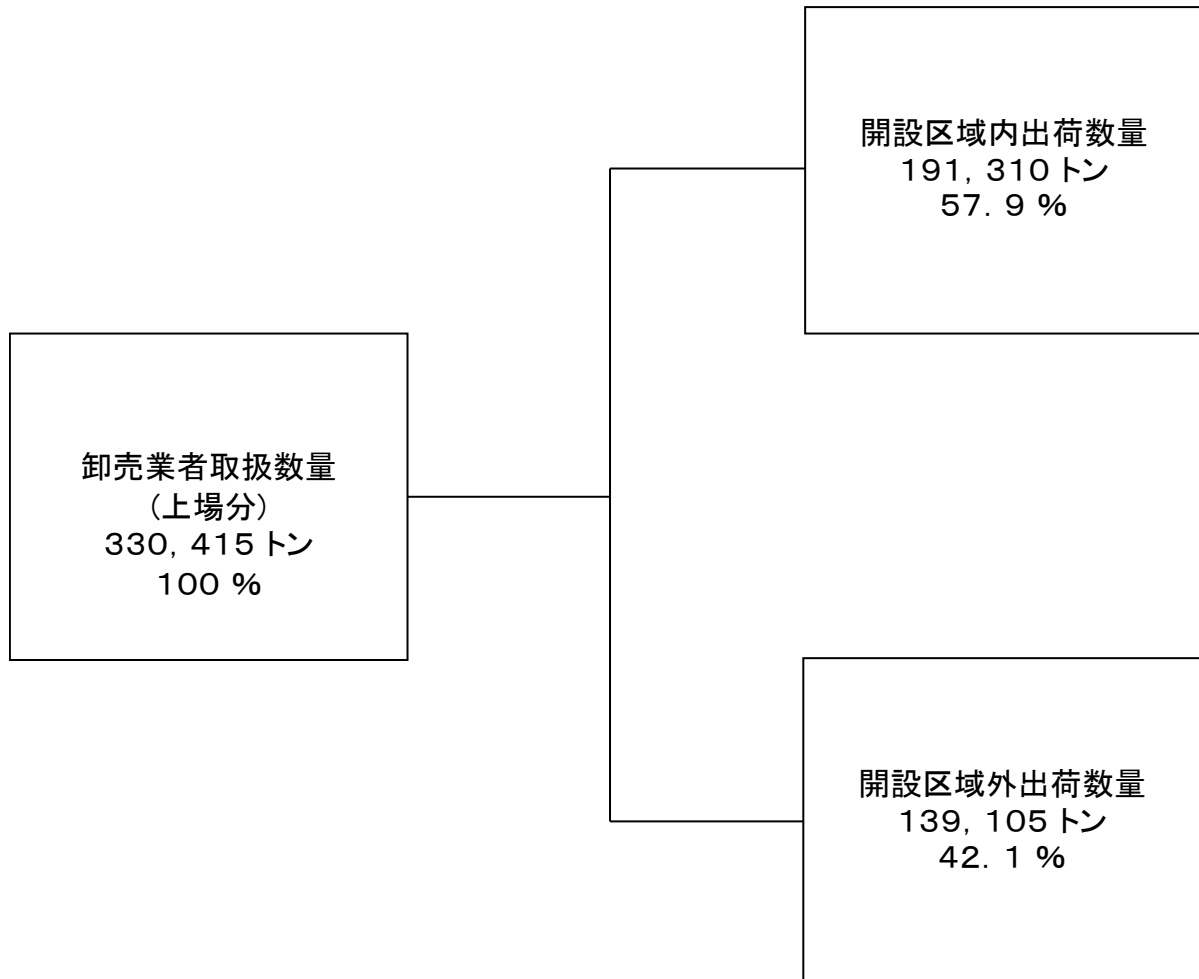 開設区域内出荷数量
191,310トン
57.9%
卸売業者取扱数量
(上場分)
330,415トン
100%
開設区域外出荷数量
139,105トン
42.1%